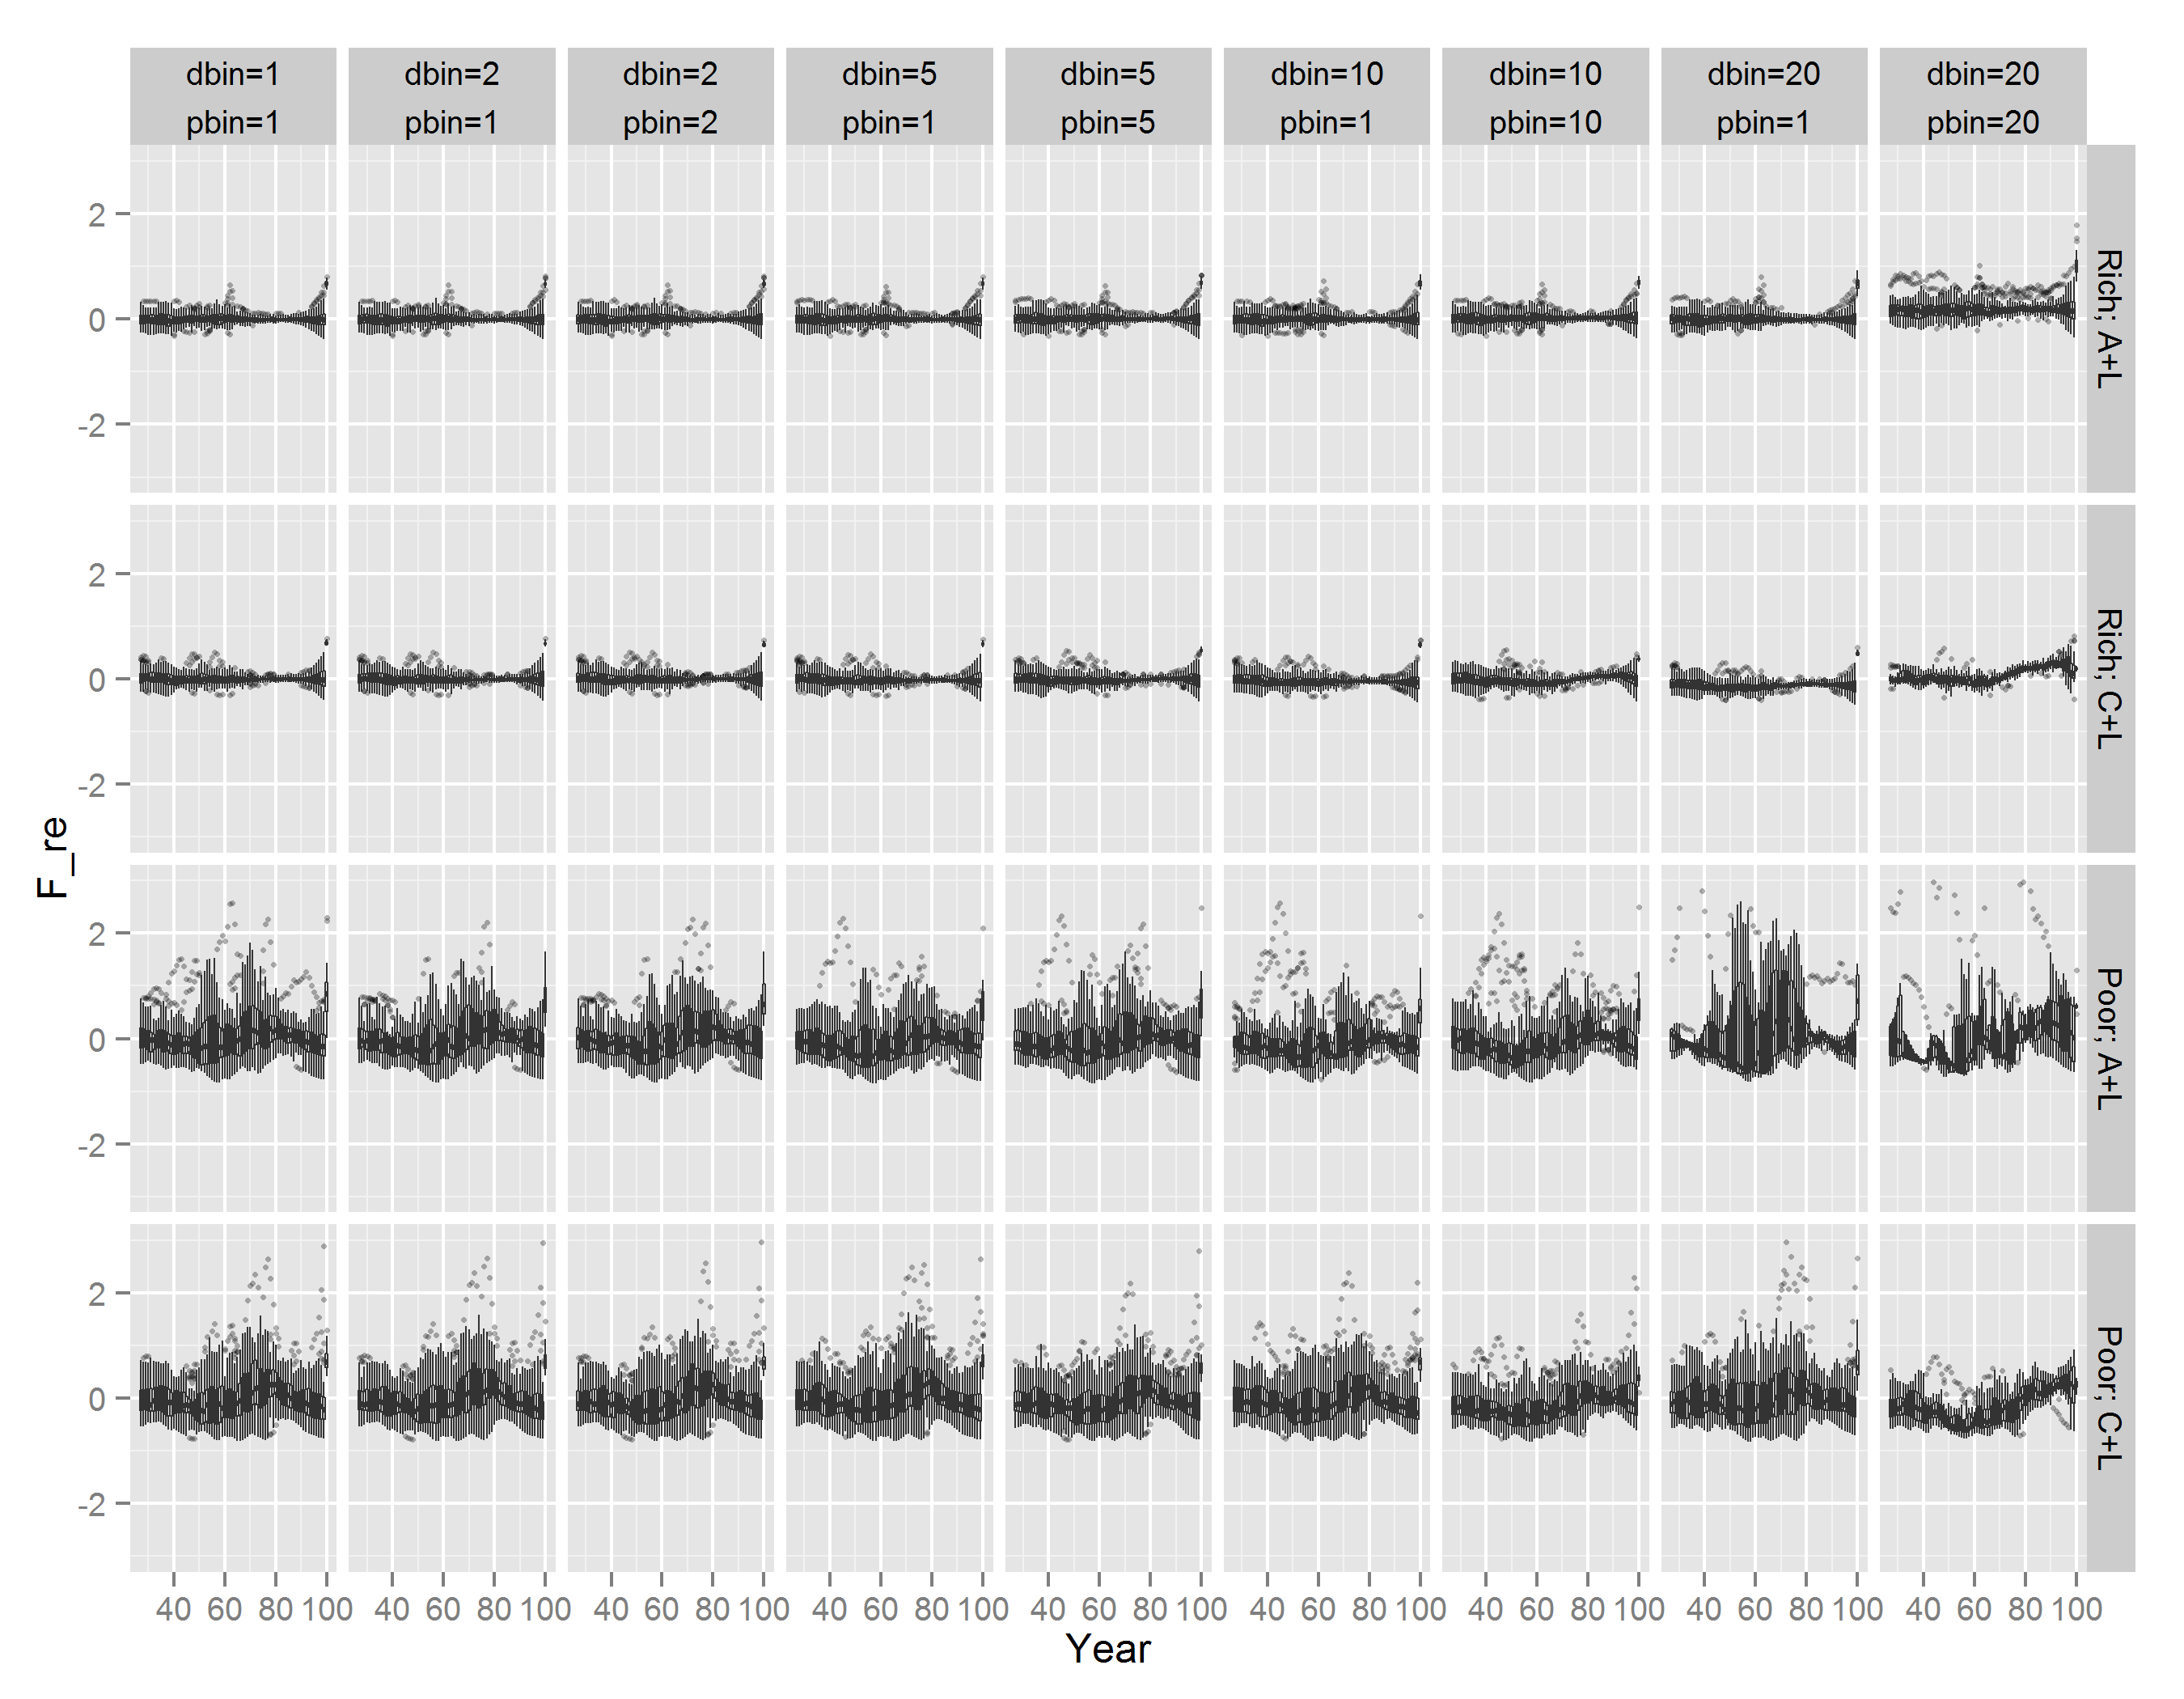 dbin=1 dbin=2 dbin=2 dbin=5 dbin=5 dbin=10 dbin=10 dbin=20 dbin=20
pbin=1 pbin=1 pbin=2 pbin=1 pbin=5 pbin=1 pbin=10 pbin=1 pbin=20
2
0
-2
Rich; A+L
2
0
-2
Rich; C+L
F_re
2
0
-2
Poor; A+L
2
0
-2
Poor; C+L
40 60 80 100 40 60 80 100 40 60 80 100 40 60 80 100 40 60 80 100 40 60 80 100 40 60 80 100 40 60 80 100 40 60 80 100
Year